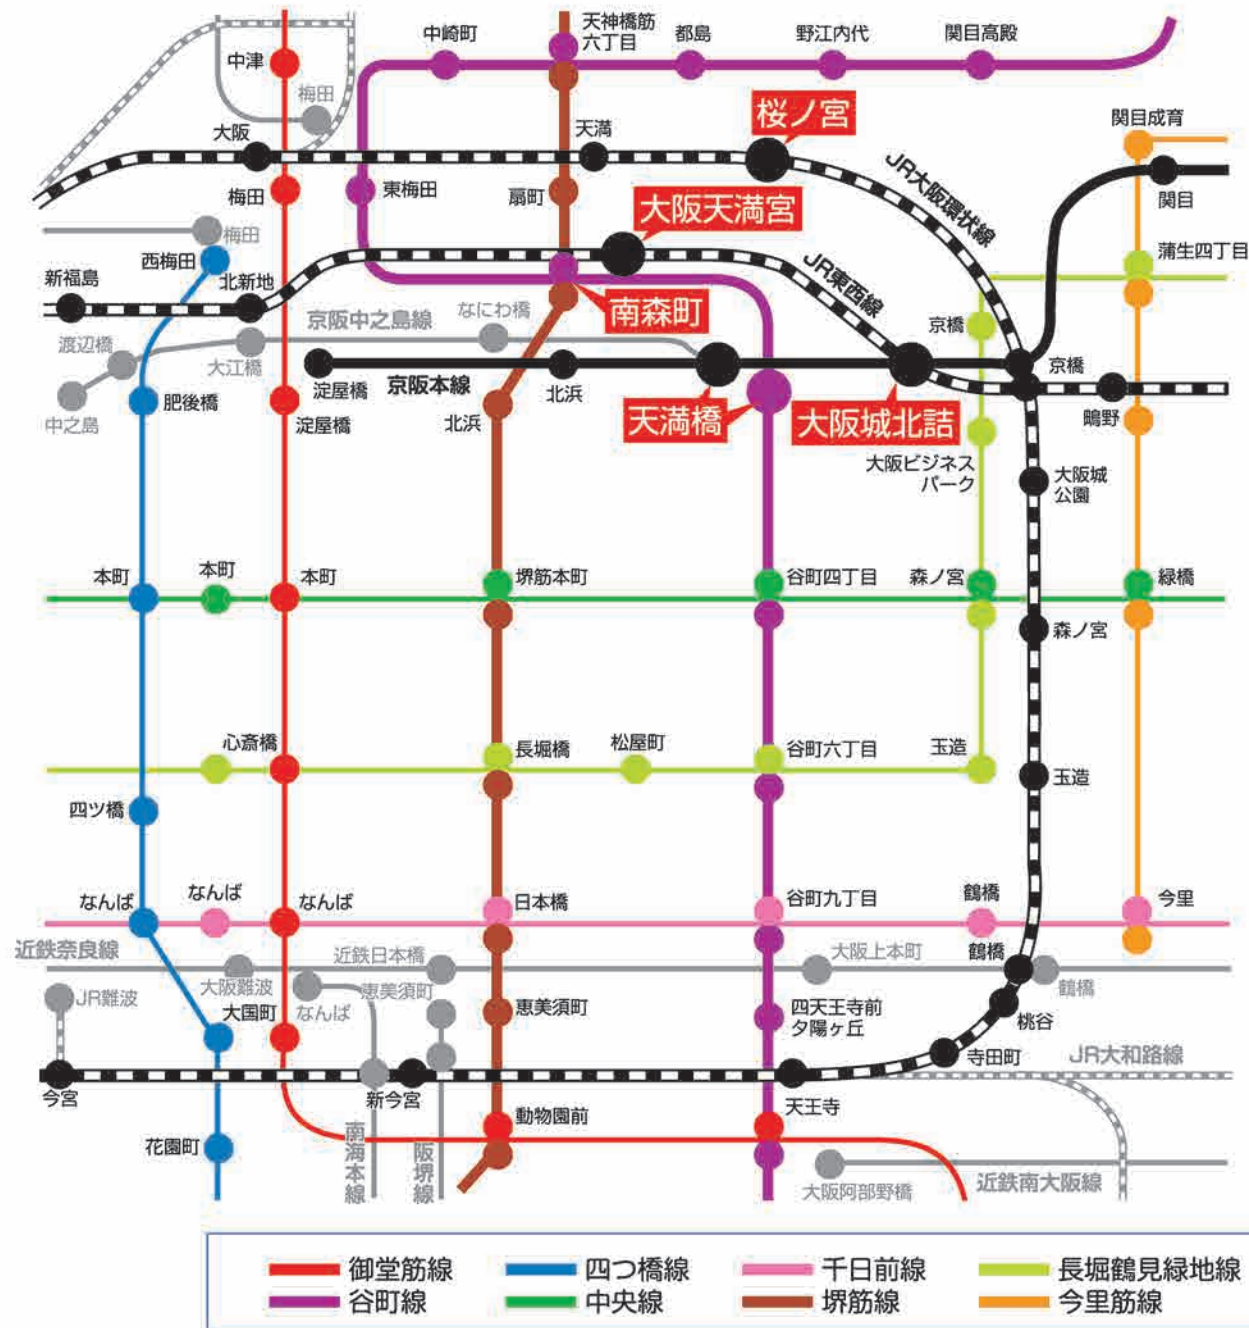 中崎町
天神橋筋
六丁目
都島
野江内代
関目高殿
中津
梅田
大阪
天満
桜ノ宮
関目成育
JR大阪環状線
関目
梅田
東梅田
扇町
大阪天満宮
梅田
西梅田
蒲生四丁目
新福島
北新地
JR東西線
南森町
京阪中之島線
なにわ橋
京橋
渡辺橋
大江橋
京橋
淀屋橋
京阪本線
北浜
中之島
肥後橋
淀屋橋
北浜
天満橋
大阪城北詰
鴫野
大阪ビジネス
パーク
大阪城
公園
本町
本町
本町
堺筋本町
谷町四丁目
森ノ宮
緑橋
森ノ宮
心斎橋
長堀橋
松屋町
谷町六丁目
玉造
玉造
四ツ橋
なんば
なんば
なんば
日本橋
谷町九丁目
鶴橋
今里
近鉄奈良線
近鉄日本橋
大阪上本町
鶴橋
大阪難波
鶴橋
JR難波
大国町
なんば
恵美須町
恵美須町
四天王寺前
夕陽ヶ丘
桃谷
寺田町
JR大和路線
今宮
新今宮
天王寺
動物園前
花園町
南海本線
阪堺線
大阪阿部野橋
近鉄南大阪線
御堂筋線
四つ橋線
千日前線
長堀鶴見緑地線
谷町線
中央線
堺筋線
今里筋線